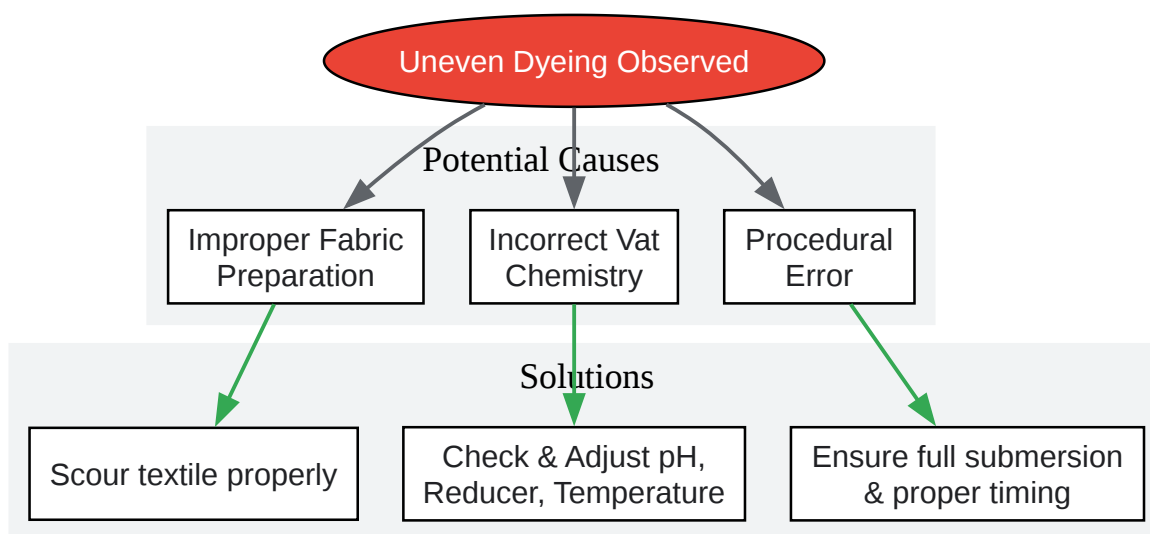 Uneven Dyeing Observed
Potential Causes
Improper Fabric
Preparation
Incorrect Vat
Chemistry
Procedural
Error
Solutions
Scour textile properly
Check & Adjust pH,
Reducer, Temperature
Ensure full submersion
& proper timing